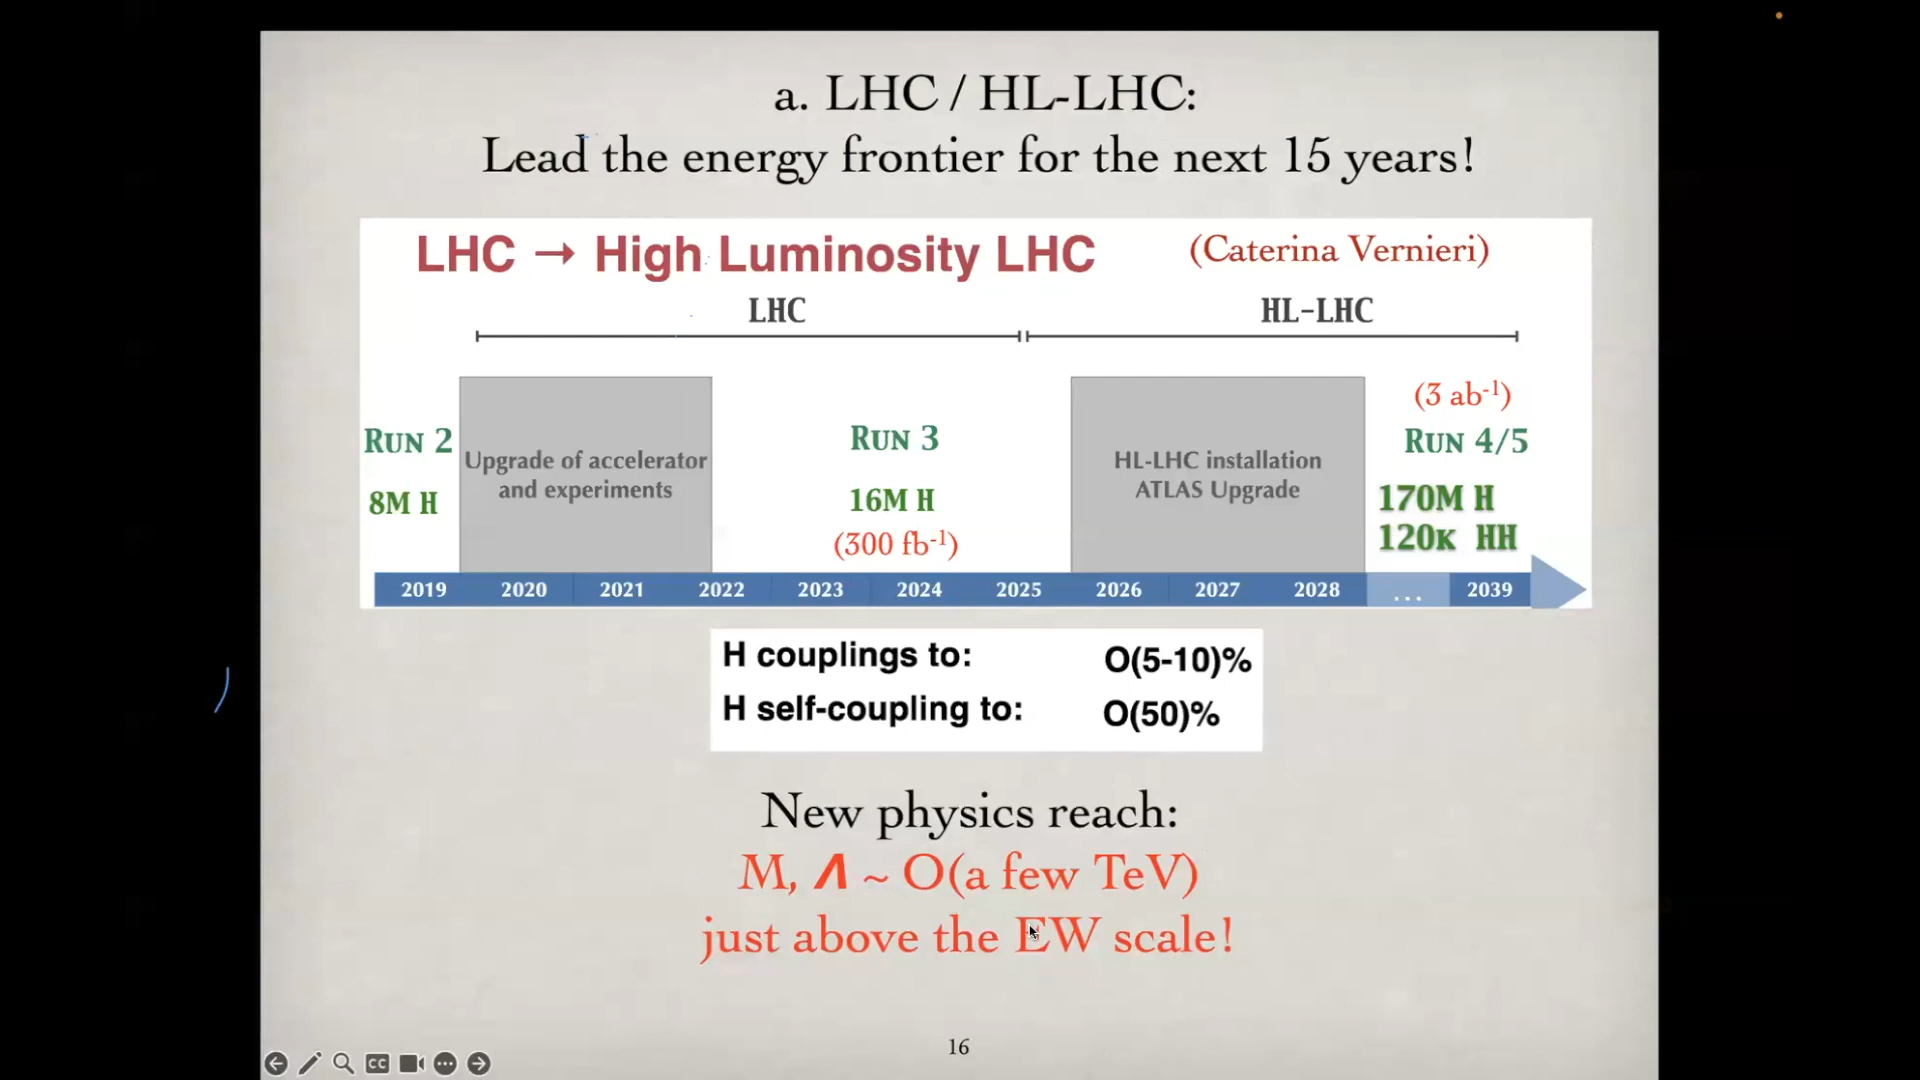 a. LHC / HL-LHC:
Lead the energy frontier for the next 15 years!
LHC → High Luminosity LHC (Caterina Vernieri)
LHC HL-LHC
(3 ab⁻¹)
RUN 2 RUN 3 RUN 4/5
Upgrade of accelerator HL-LHC installation
and experiments ATLAS Upgrade
8M H 16M H 170M H
(300 fb⁻¹) 120K HH
2019 2020 2021 2022 2023 2024 2025 2026 2027 2028 ... 2039
H couplings to: O(5-10)%
H self-coupling to: O(50)%
New physics reach:
M, Λ ~ O(a few TeV)
just above the EW scale!
16
CC